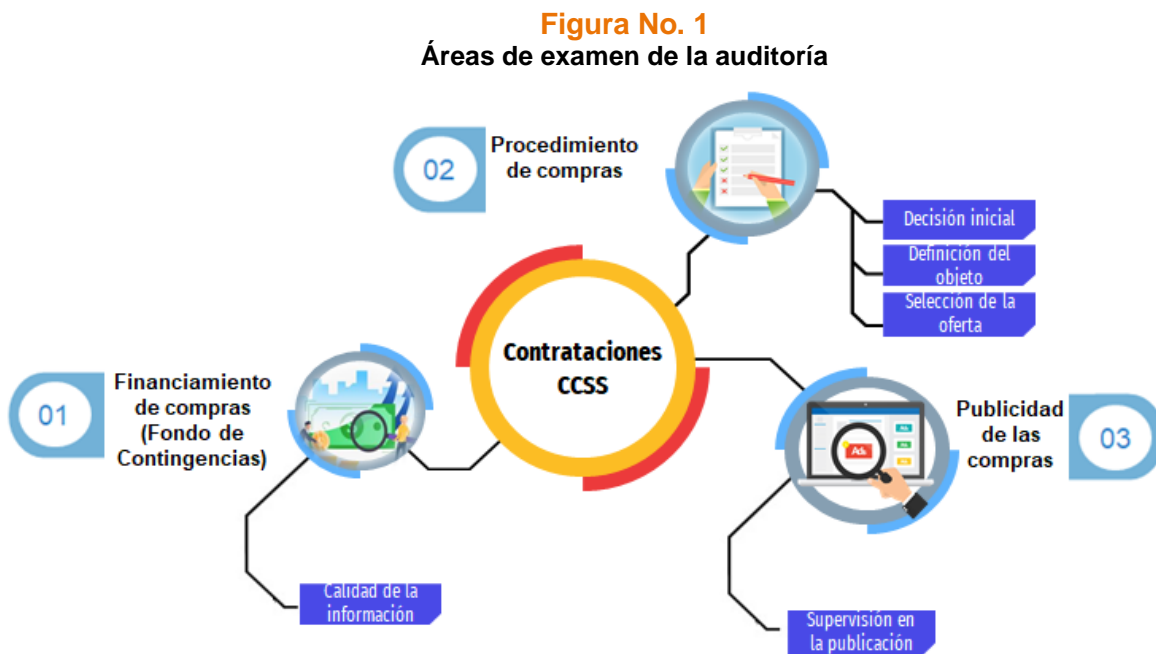 Figura No. 1
Áreas de examen de la auditoría
02
Procedimiento
de compras
Decisión inicial
Definición del
objeto
Selección de la
oferta
Contrataciones
CCSS
01
Financiamiento
de compras
(Fondo de
Contingencias)
Calidad de la
información
Publicidad
de las
compras
03
Ads
Supervisión en
la publicación